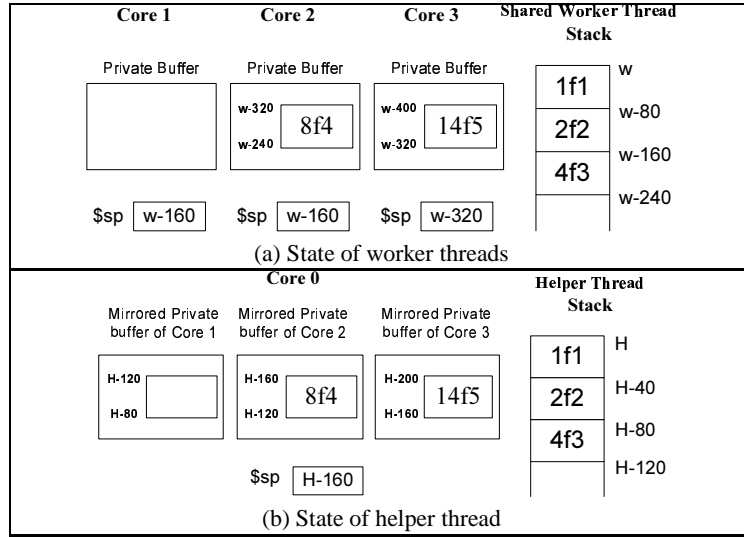 Core 1 Core 2 Core 3 Shared Worker Thread
Stack
Private Buffer Private Buffer Private Buffer
w
1f1
w-320 8f4 w-400 14f5
w-80
w-240 w-320
2f2
w-160
4f3
w-240
$sp w-160 $sp w-160 $sp w-320
(a) State of worker threads
Core 0 Helper Thread
Stack
Mirrored Private Mirrored Private Mirrored Private
buffer of Core 1 buffer of Core 2 buffer of Core 3
H
1f1
H-120 H-160 8f4 H-200 14f5
H-40
2f2
H-80 H-120 H-160
H-80
4f3
H-120
$sp H-160
(b) State of helper thread